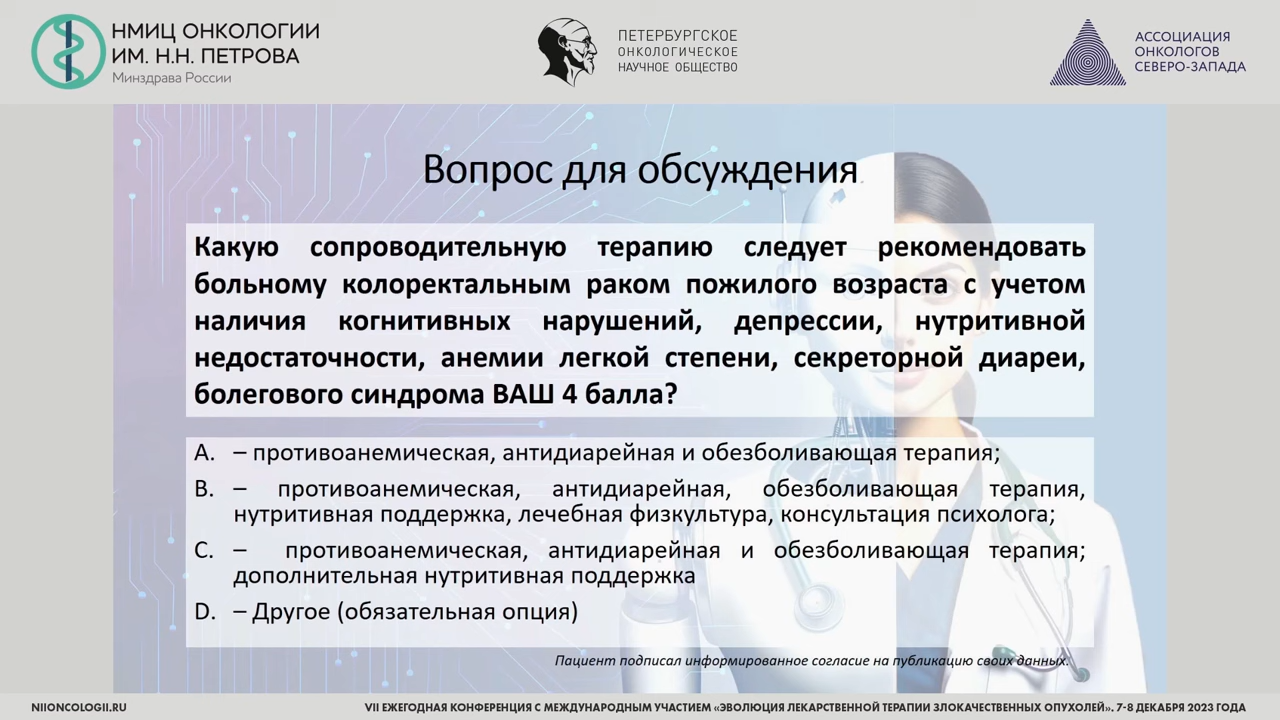 НМИЦ ОНКОЛОГИИ
ИМ. Н.Н. ПЕТРОВА
Минздрава России
ПЕТЕРБУРГСКОЕ
ОНКОЛОГИЧЕСКОЕ
НАУЧНОЕ ОБЩЕСТВО
АССОЦИАЦИЯ
ОНКОЛОГОВ
СЕВЕРО-ЗАПАДА
Вопрос для обсуждения
Какую сопроводительную терапию следует рекомендовать
больному колоректальным раком пожилого возраста с учетом
наличия когнитивных нарушений, депрессии, нутритивной
недостаточности, анемии легкой степени, секреторной диареи,
болегового синдрома ВАШ 4 балла?
A. – противоанемическая, антидиарейная и обезболивающая терапия;
B. – противоанемическая, антидиарейная, обезболивающая терапия,
нутритивная поддержка, лечебная физкультура, консультация психолога;
C. – противоанемическая, антидиарейная и обезболивающая терапия;
дополнительная нутритивная поддержка
D. – Другое (обязательная опция)
Пациент подписал информированное согласие на публикацию своих данных.
NIIONCOLOGII.RU
VII ЕЖЕГОДНАЯ КОНФЕРЕНЦИЯ С МЕЖДУНАРОДНЫМ УЧАСТИЕМ «ЭВОЛЮЦИЯ ЛЕКАРСТВЕННОЙ ТЕРАПИИ ЗЛОКАЧЕСТВЕННЫХ ОПУХОЛЕЙ». 7-8 ДЕКАБРЯ 2023 ГОДА